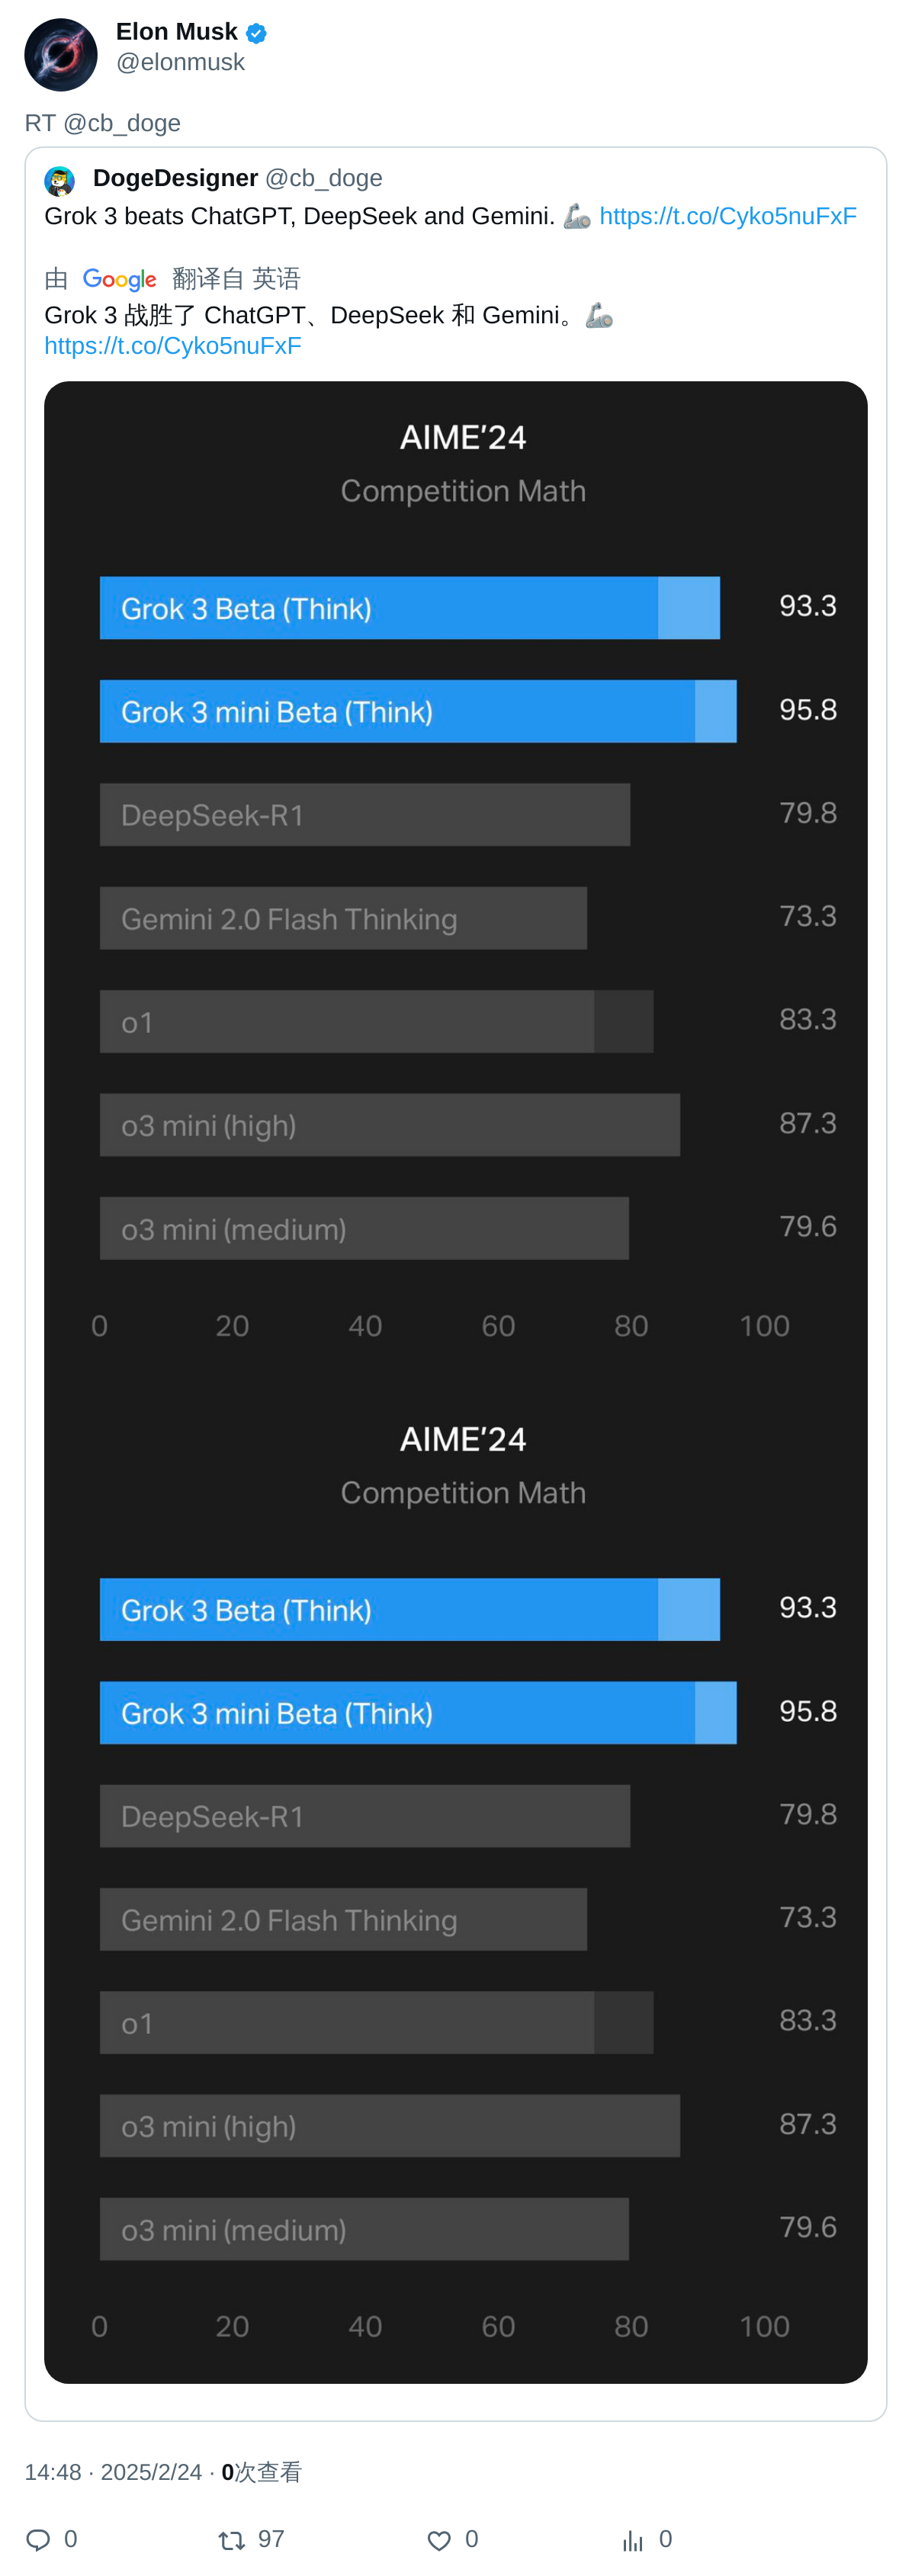 Elon Musk
@elonmusk
RT @cb_doge
DogeDesigner @cb_doge
Grok 3 beats ChatGPT, DeepSeek and Gemini. 🦾 https://t.co/Cyko5nuFxF
由 Google 翻译自 英语
Grok 3 战胜了 ChatGPT、DeepSeek 和 Gemini。🦾
https://t.co/Cyko5nuFxF
AIME'24
Competition Math
Grok 3 Beta (Think) 93.3
Grok 3 mini Beta (Think) 95.8
DeepSeek-R1 79.8
Gemini 2.0 Flash Thinking 73.3
o1 83.3
o3 mini (high) 87.3
o3 mini (medium) 79.6
0 20 40 60 80 100
AIME'24
Competition Math
Grok 3 Beta (Think) 93.3
Grok 3 mini Beta (Think) 95.8
DeepSeek-R1 79.8
Gemini 2.0 Flash Thinking 73.3
o1 83.3
o3 mini (high) 87.3
o3 mini (medium) 79.6
0 20 40 60 80 100
14:48 · 2025/2/24 · 0次查看
0 97 0 0